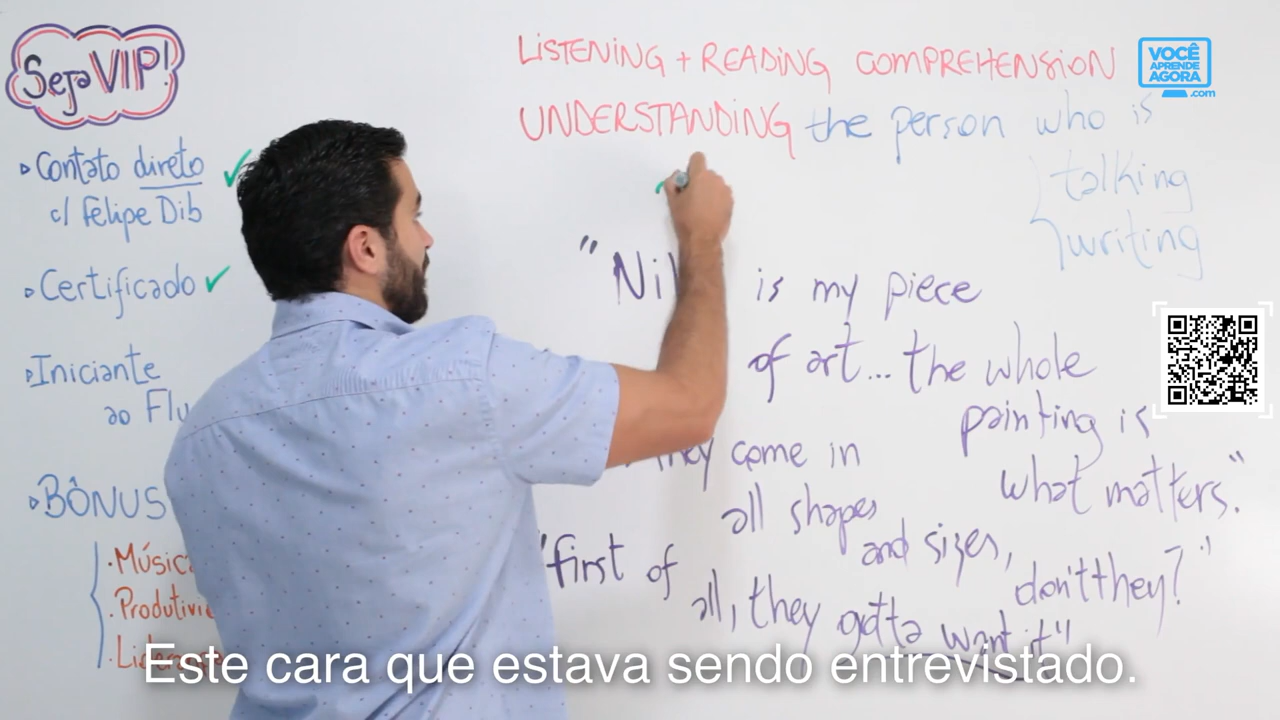 Seja VIP!
Contato direto
c/ Felipe Dib
Certificado
Iniciante
ao Flu
BÔNUS
Música
Produtivi
LISTENING + READING COMPREHENSION
UNDERSTANDING the person who is
talking
writing
"Ni is my piece
of art... the whole
painting is
what matters."
they come in
all shapes
and sizes,
don't they?"
"first of
all, they gotta want it"
VOCÊ
APRENDE
AGORA
.com
Este cara que estava sendo entrevistado.